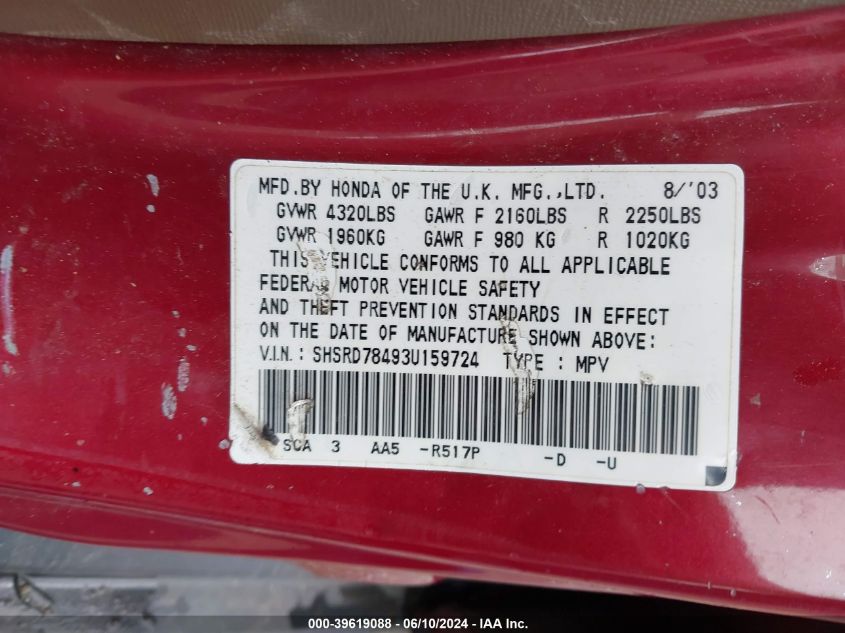 MFD.BY HONDA OF THE U.K. MFG.,LTD. 8/'03
GVWR 4320LBS GAWR F 2160LBS R 2250LBS
GVWR 1960KG GAWR F 980 KG R 1020KG
THIS VEHICLE CONFORMS TO ALL APPLICABLE
FEDERAL MOTOR VEHICLE SAFETY
AND THEFT PREVENTION STANDARDS IN EFFECT
ON THE DATE OF MANUFACTURE SHOWN ABOVE:
V.I.N. : SHSRD78493U159724 TYPE : MPV
SCA 3 AA5 -R517P -D -U
000-39619088 - 06/10/2024 - IAA Inc.